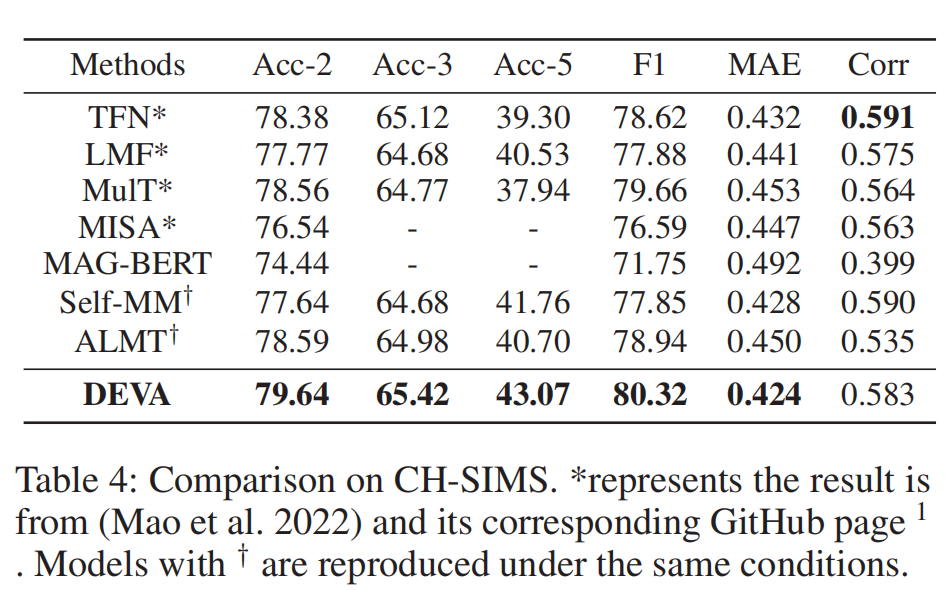 Methods Acc-2 Acc-3 Acc-5 F1 MAE Corr
TFN* 78.38 65.12 39.30 78.62 0.432 0.591
LMF* 77.77 64.68 40.53 77.88 0.441 0.575
MulT* 78.56 64.77 37.94 79.66 0.453 0.564
MISA* 76.54 - - 76.59 0.447 0.563
MAG-BERT 74.44 - - 71.75 0.492 0.399
Self-MM† 77.64 64.68 41.76 77.85 0.428 0.590
ALMT† 78.59 64.98 40.70 78.94 0.450 0.535
DEVA 79.64 65.42 43.07 80.32 0.424 0.583
Table 4: Comparison on CH-SIMS. *represents the result is
from (Mao et al. 2022) and its corresponding GitHub page 1
. Models with † are reproduced under the same conditions.